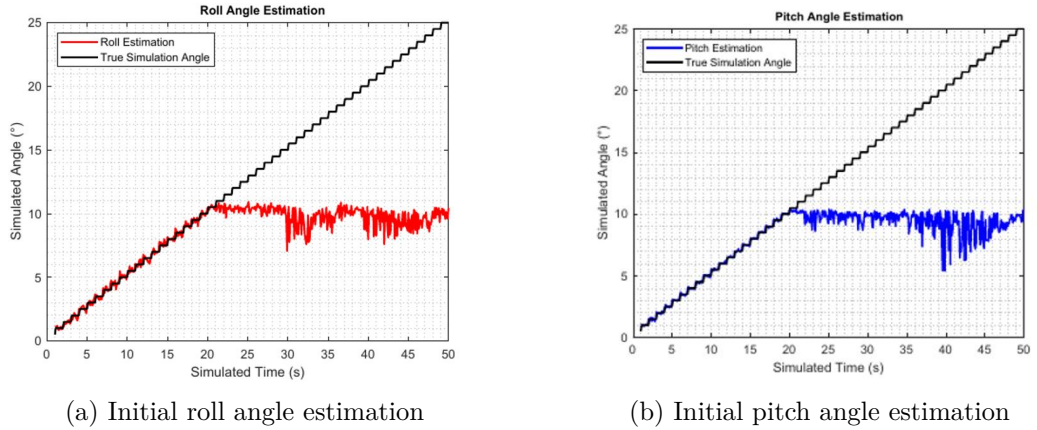 Roll Angle Estimation
Roll Estimation
True Simulation Angle
Simulated Angle (°)
25
20
15
10
5
0
0 5 10 15 20 25 30 35 40 45 50
Simulated Time (s)
(a) Initial roll angle estimation
Pitch Angle Estimation
Pitch Estimation
True Simulation Angle
Simulated Angle (°)
25
20
15
10
5
0
0 5 10 15 20 25 30 35 40 45 50
Simulated Time (s)
(b) Initial pitch angle estimation